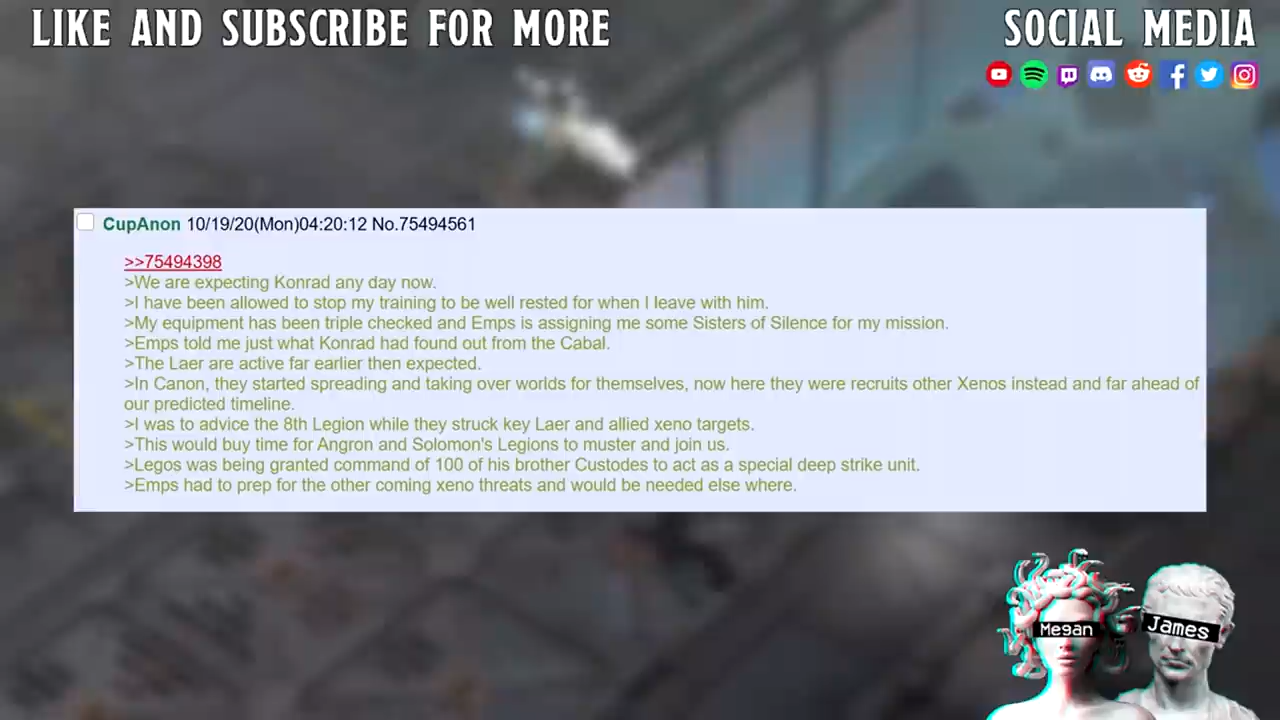 LIKE AND SUBSCRIBE FOR MORE
SOCIAL MEDIA
CupAnon 10/19/20(Mon)04:20:12 No.75494561
>>75494398
>We are expecting Konrad any day now.
>I have been allowed to stop my training to be well rested for when I leave with him.
>My equipment has been triple checked and Emps is assigning me some Sisters of Silence for my mission.
>Emps told me just what Konrad had found out from the Cabal.
>The Laer are active far earlier then expected.
>In Canon, they started spreading and taking over worlds for themselves, now here they were recruits other Xenos instead and far ahead of
our predicted timeline.
>I was to advice the 8th Legion while they struck key Laer and allied xeno targets.
>This would buy time for Angron and Solomon's Legions to muster and join us.
>Legos was being granted command of 100 of his brother Custodes to act as a special deep strike unit.
>Emps had to prep for the other coming xeno threats and would be needed else where.
Megan
James